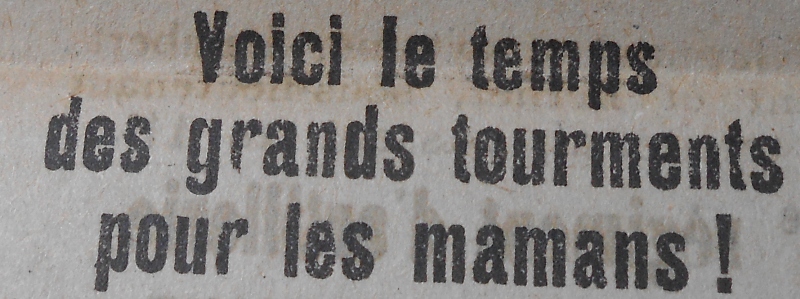 Voici le temps
des grands tourments
pour les mamans !